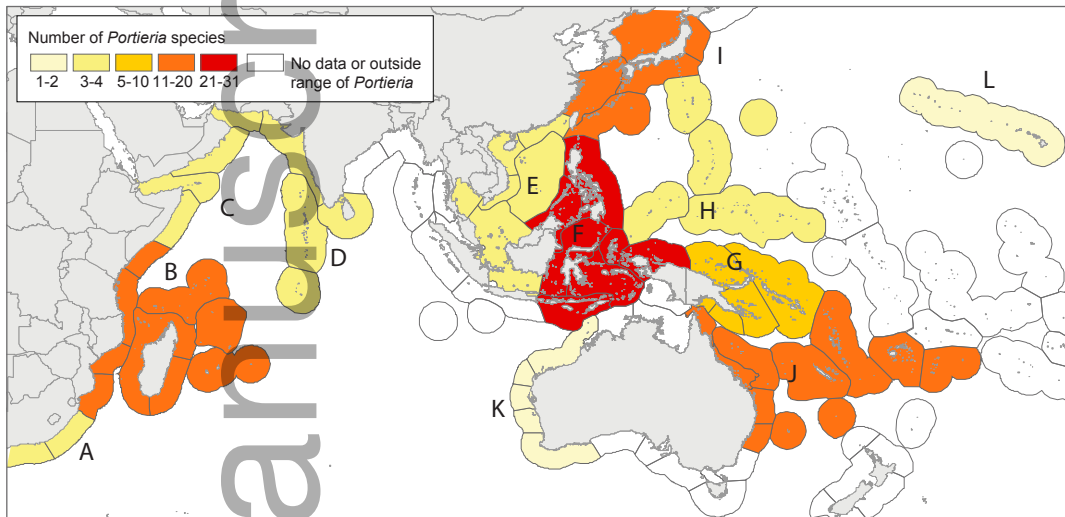 Number of Portieria species
1-2 3-4 5-10 11-20 21-31 No data or outside range of Portieria
I
L
E
C
H
F
D
B
G
J
K
A
anuscr